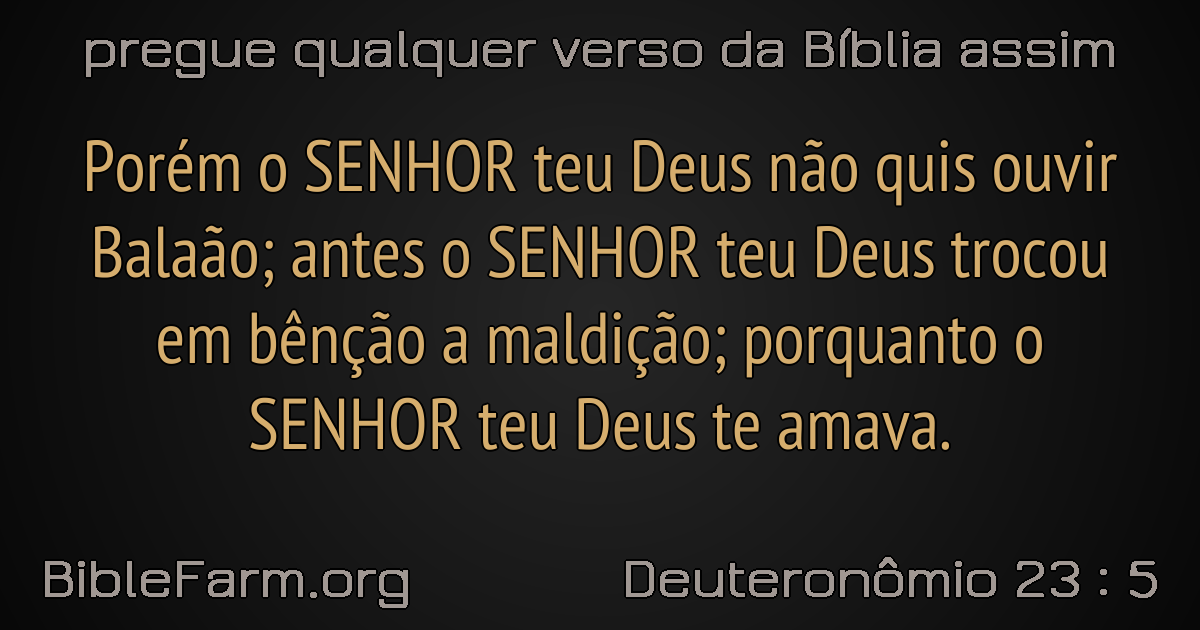 pregue qualquer verso da Bíblia assim
Porém o SENHOR teu Deus não quis ouvir
Balaão; antes o SENHOR teu Deus trocou
em bênção a maldição; porquanto o
SENHOR teu Deus te amava.
BibleFarm.org
Deuteronômio 23 : 5